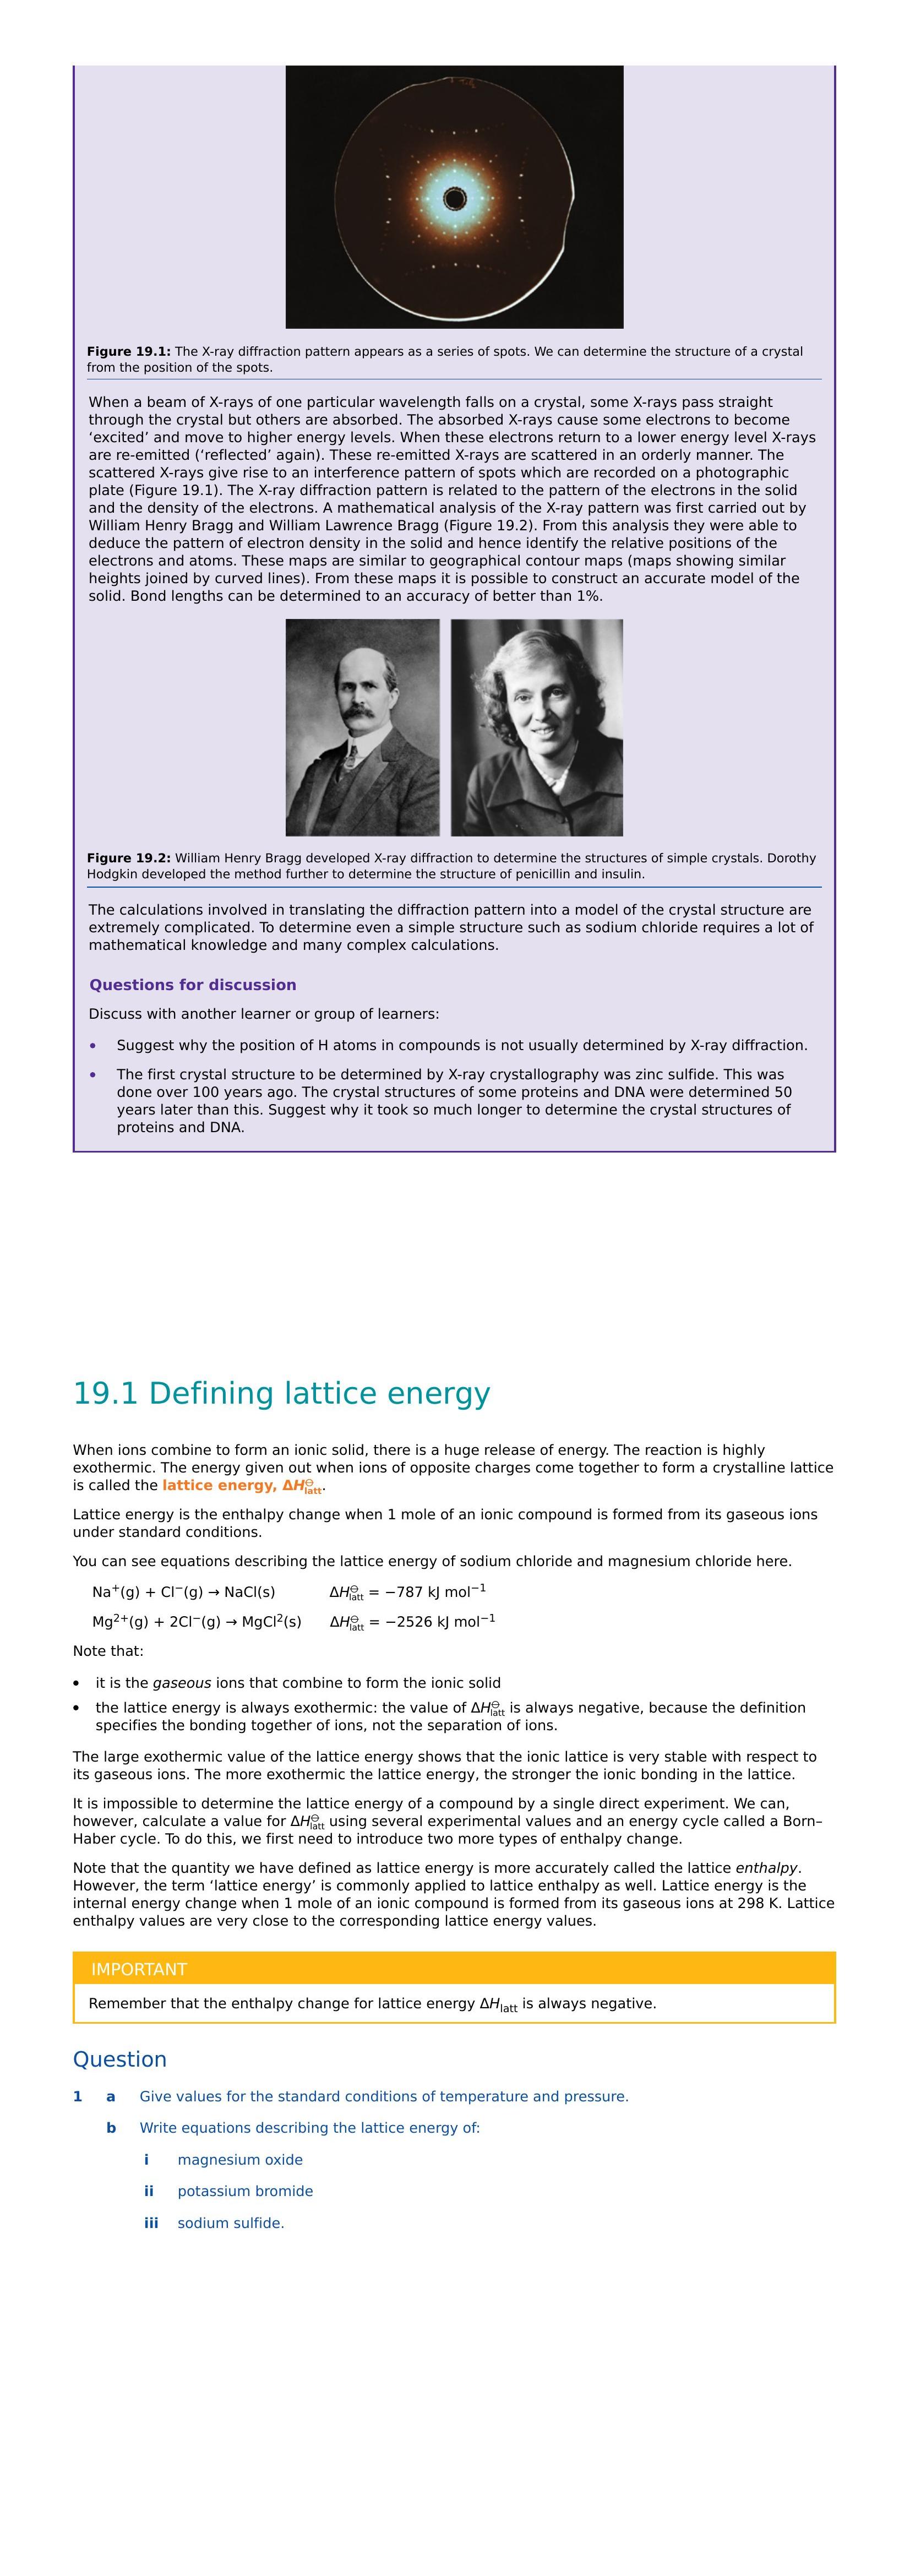 Figure 19.1: The X-ray diffraction pattern appears as a series of spots. We can determine the structure of a crystal
from the position of the spots.
When a beam of X-rays of one particular wavelength falls on a crystal, some X-rays pass straight
through the crystal but others are absorbed. The absorbed X-rays cause some electrons to become
‘excited’ and move to higher energy levels. When these electrons return to a lower energy level X-rays
are re-emitted (‘reflected’ again). These re-emitted X-rays are scattered in an orderly manner. The
scattered X-rays give rise to an interference pattern of spots which are recorded on a photographic
plate (Figure 19.1). The X-ray diffraction pattern is related to the pattern of the electrons in the solid
and the density of the electrons. A mathematical analysis of the X-ray pattern was first carried out by
William Henry Bragg and William Lawrence Bragg (Figure 19.2). From this analysis they were able to
deduce the pattern of electron density in the solid and hence identify the relative positions of the
electrons and atoms. These maps are similar to geographical contour maps (maps showing similar
heights joined by curved lines). From these maps it is possible to construct an accurate model of the
solid. Bond lengths can be determined to an accuracy of better than 1%.
Figure 19.2: William Henry Bragg developed X-ray diffraction to determine the structures of simple crystals. Dorothy
Hodgkin developed the method further to determine the structure of penicillin and insulin.
The calculations involved in translating the diffraction pattern into a model of the crystal structure are
extremely complicated. To determine even a simple structure such as sodium chloride requires a lot of
mathematical knowledge and many complex calculations.
Questions for discussion
Discuss with another learner or group of learners:
• Suggest why the position of H atoms in compounds is not usually determined by X-ray diffraction.
• The first crystal structure to be determined by X-ray crystallography was zinc sulfide. This was
done over 100 years ago. The crystal structures of some proteins and DNA were determined 50
years later than this. Suggest why it took so much longer to determine the crystal structures of
proteins and DNA.
19.1 Defining lattice energy
When ions combine to form an ionic solid, there is a huge release of energy. The reaction is highly
exothermic. The energy given out when ions of opposite charges come together to form a crystalline lattice
is called the lattice energy, ΔH⦵latt.
Lattice energy is the enthalpy change when 1 mole of an ionic compound is formed from its gaseous ions
under standard conditions.
You can see equations describing the lattice energy of sodium chloride and magnesium chloride here.
Na⁺(g) + Cl⁻(g) → NaCl(s) ΔH⦵latt = −787 kJ mol⁻¹
Mg²⁺(g) + 2Cl⁻(g) → MgCl²(s) ΔH⦵latt = −2526 kJ mol⁻¹
Note that:
• it is the gaseous ions that combine to form the ionic solid
• the lattice energy is always exothermic: the value of ΔH⦵latt is always negative, because the definition
specifies the bonding together of ions, not the separation of ions.
The large exothermic value of the lattice energy shows that the ionic lattice is very stable with respect to
its gaseous ions. The more exothermic the lattice energy, the stronger the ionic bonding in the lattice.
It is impossible to determine the lattice energy of a compound by a single direct experiment. We can,
however, calculate a value for ΔH⦵latt using several experimental values and an energy cycle called a Born–
Haber cycle. To do this, we first need to introduce two more types of enthalpy change.
Note that the quantity we have defined as lattice energy is more accurately called the lattice enthalpy.
However, the term ‘lattice energy’ is commonly applied to lattice enthalpy as well. Lattice energy is the
internal energy change when 1 mole of an ionic compound is formed from its gaseous ions at 298 K. Lattice
enthalpy values are very close to the corresponding lattice energy values.
IMPORTANT
Remember that the enthalpy change for lattice energy ΔHlatt is always negative.
Question
1 a Give values for the standard conditions of temperature and pressure.
b Write equations describing the lattice energy of:
i magnesium oxide
ii potassium bromide
iii sodium sulfide.